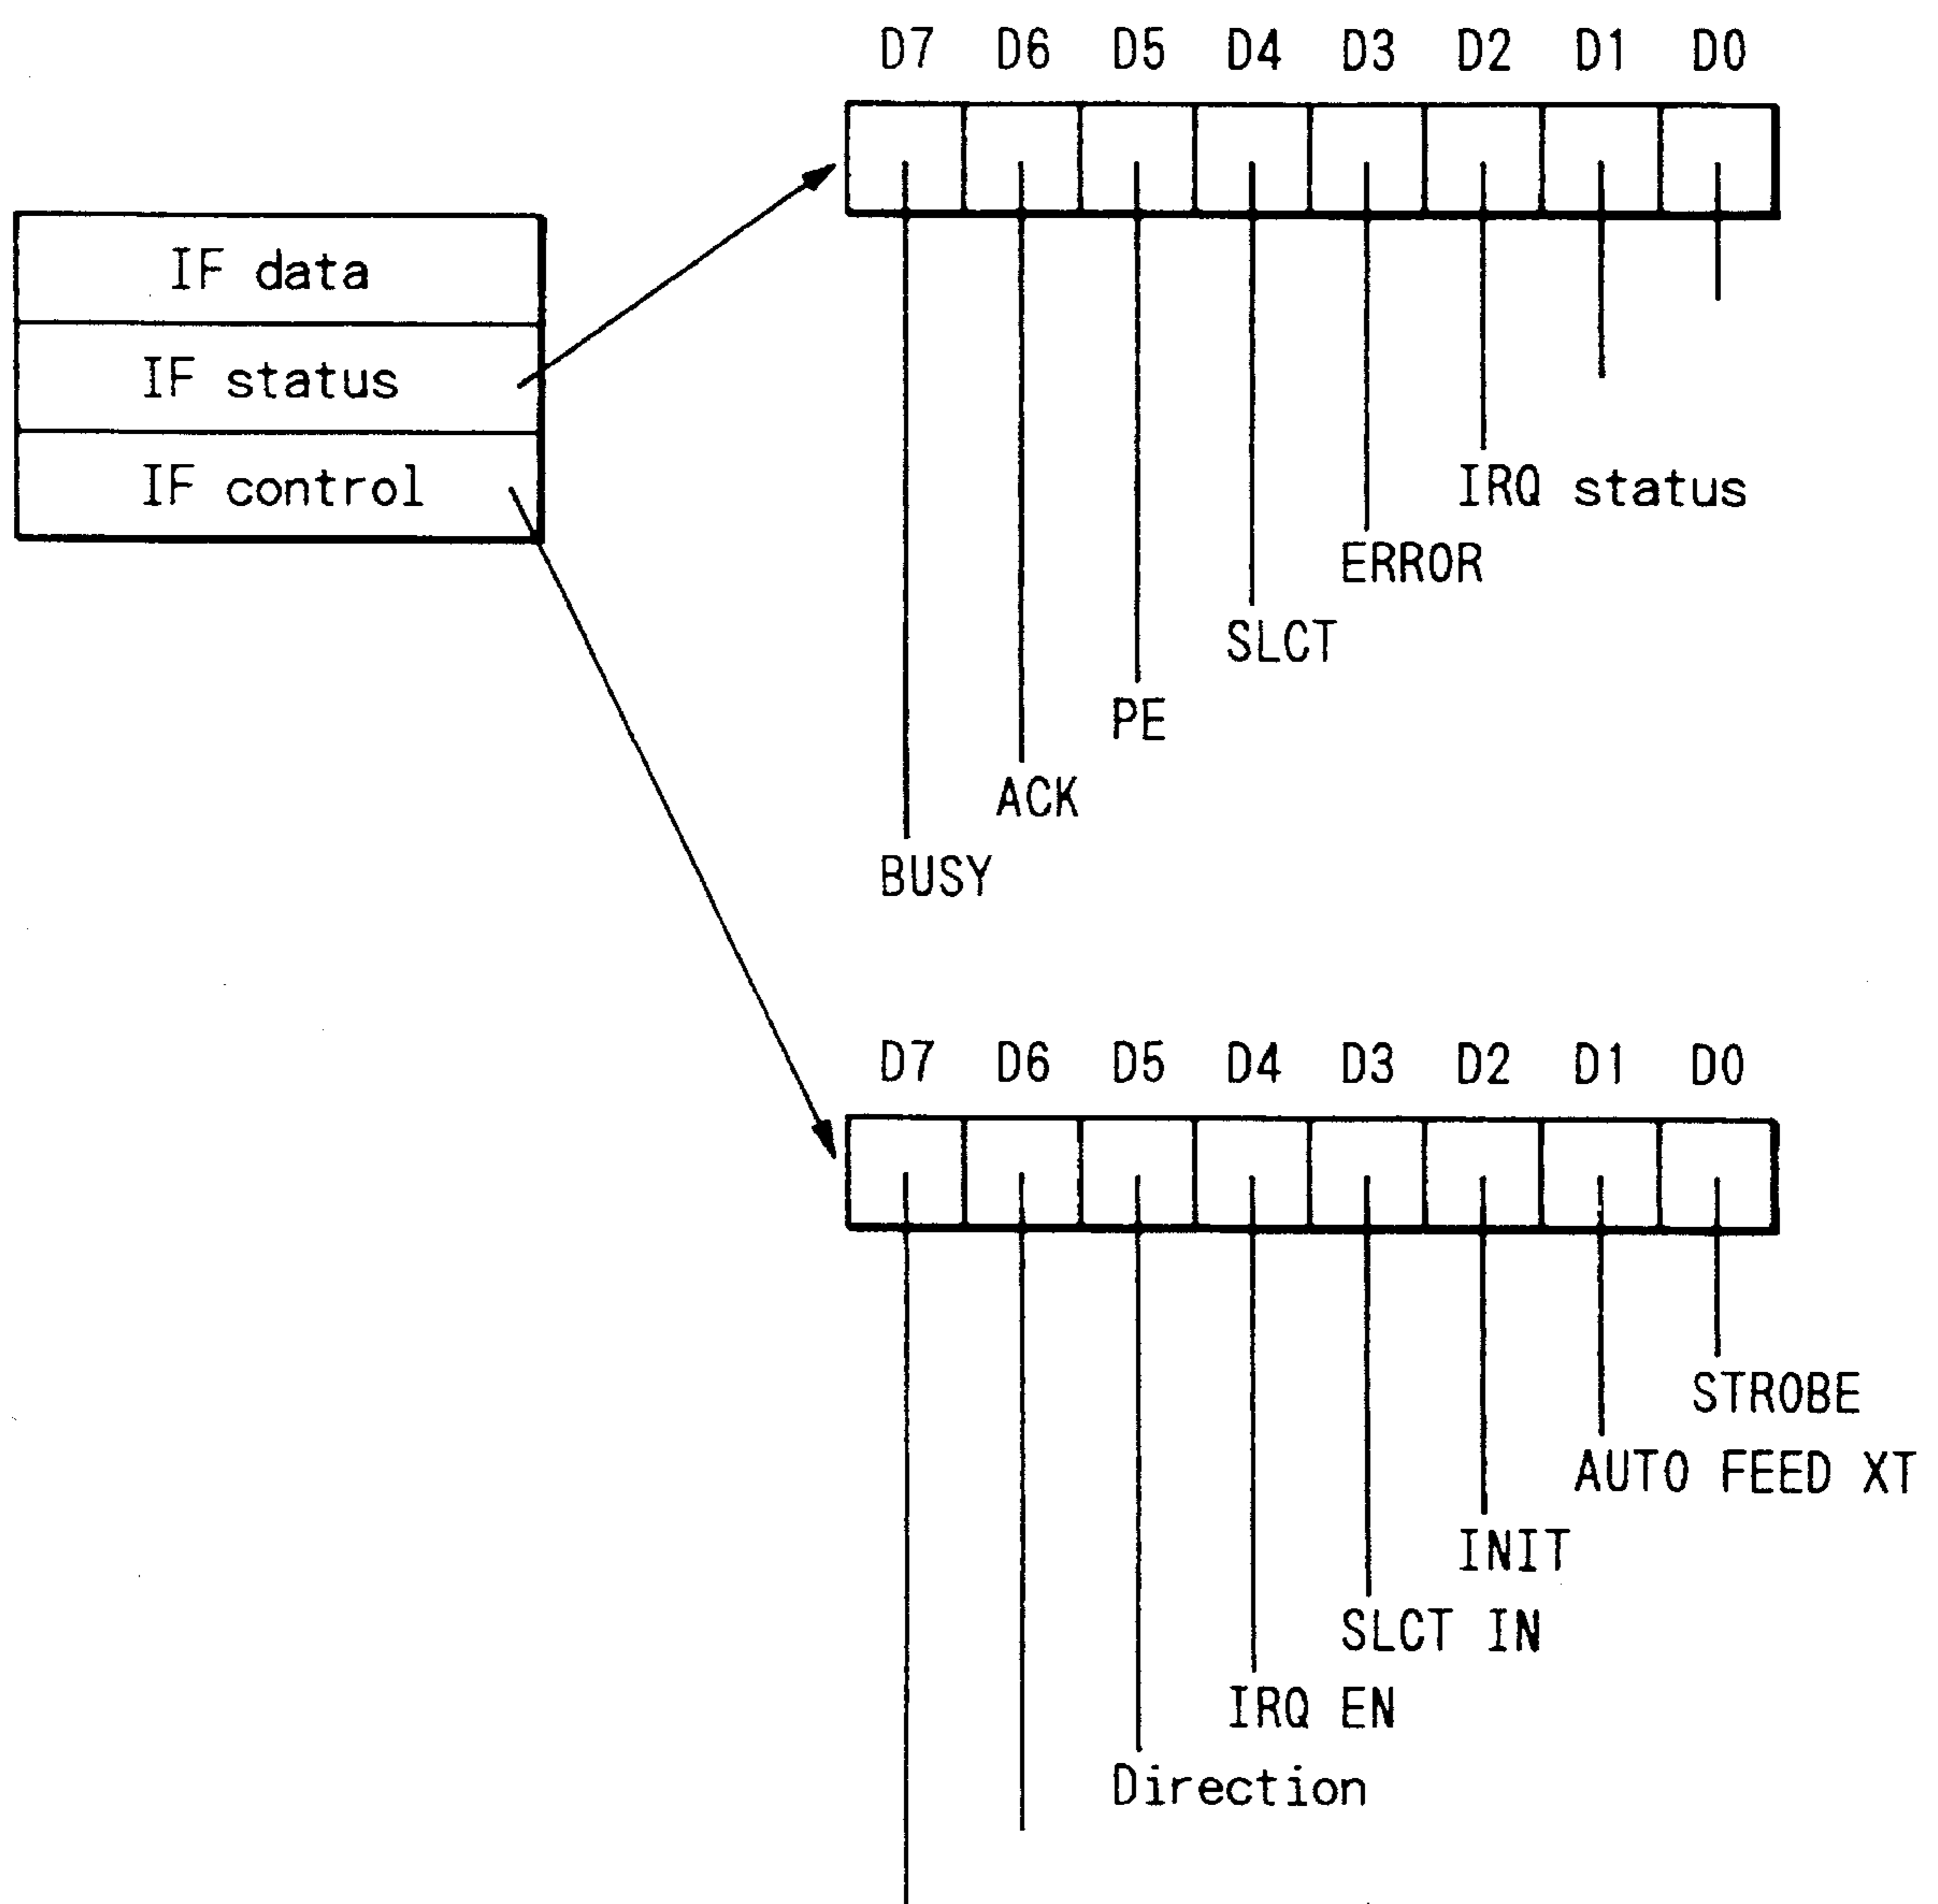 D7 D6 D5 D4 D3 D2 D1 D0
IF data
IF status
IF control
IRQ status
ERROR
SLCT
PE
ACK
BUSY
D7 D6 D5 D4 D3 D2 D1 D0
STROBE
AUTO FEED XT
INIT
SLCT IN
IRQ EN
Direction